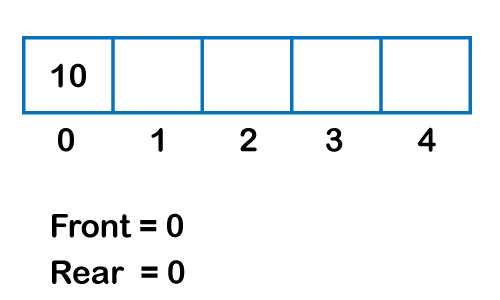 10
0 1 2 3 4
Front = 0
Rear = 0